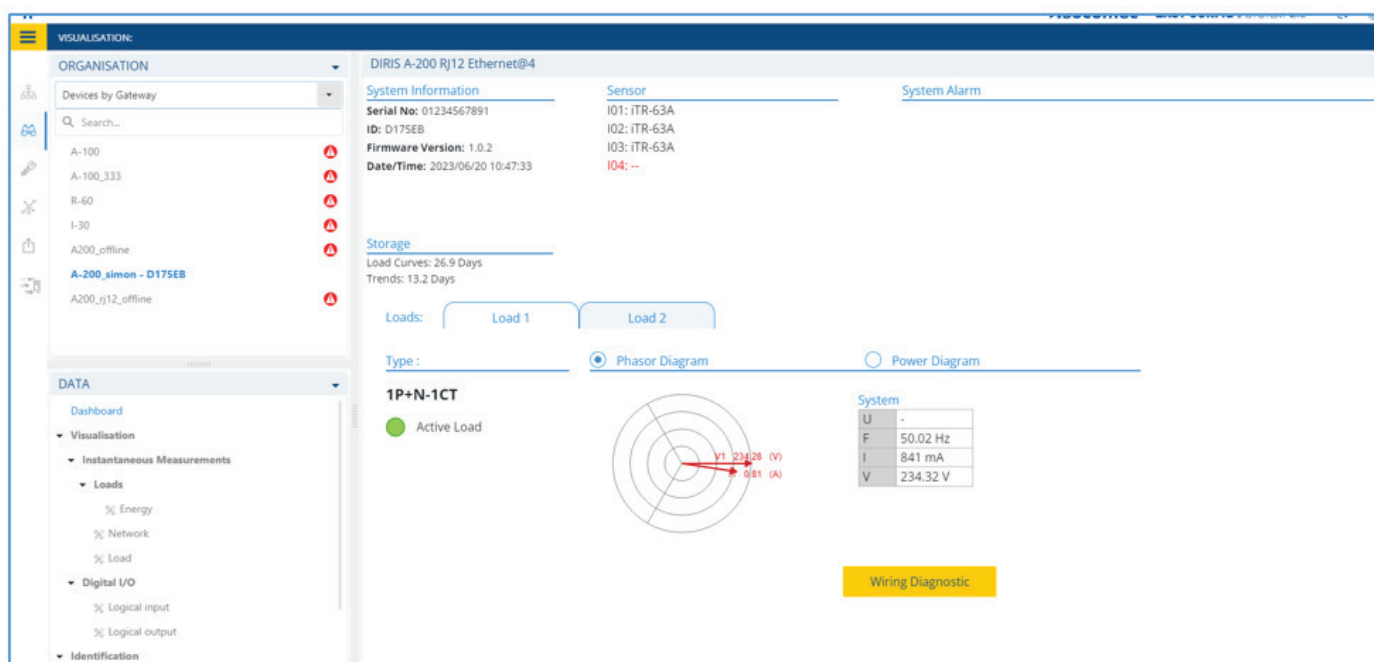 VISUALISATION:
ORGANISATION
Devices by Gateway
Search...
A-100
A-100_333
R-60
I-30
A200_offline
A-200_simon - D175EB
A200_rj12_offline
DATA
Dashboard
Visualisation
Instantaneous Measurements
Loads
Energy
Network
Load
Digital I/O
Logical input
Logical output
Identification
DIRIS A-200 RJ12 Ethernet@4
System Information
Serial No: 01234567891
ID: D175EB
Firmware Version: 1.0.2
Date/Time: 2023/06/20 10:47:33
Sensor
I01: iTR-63A
I02: iTR-63A
I03: iTR-63A
I04: --
System Alarm
Storage
Load Curves: 26.9 Days
Trends: 13.2 Days
Loads: Load 1 Load 2
Type :
1P+N-1CT
Active Load
Phasor Diagram
V1 234.28 (V)
0.81 (A)
Power Diagram
System
U -
F 50.02 Hz
I 841 mA
V 234.32 V
Wiring Diagnostic